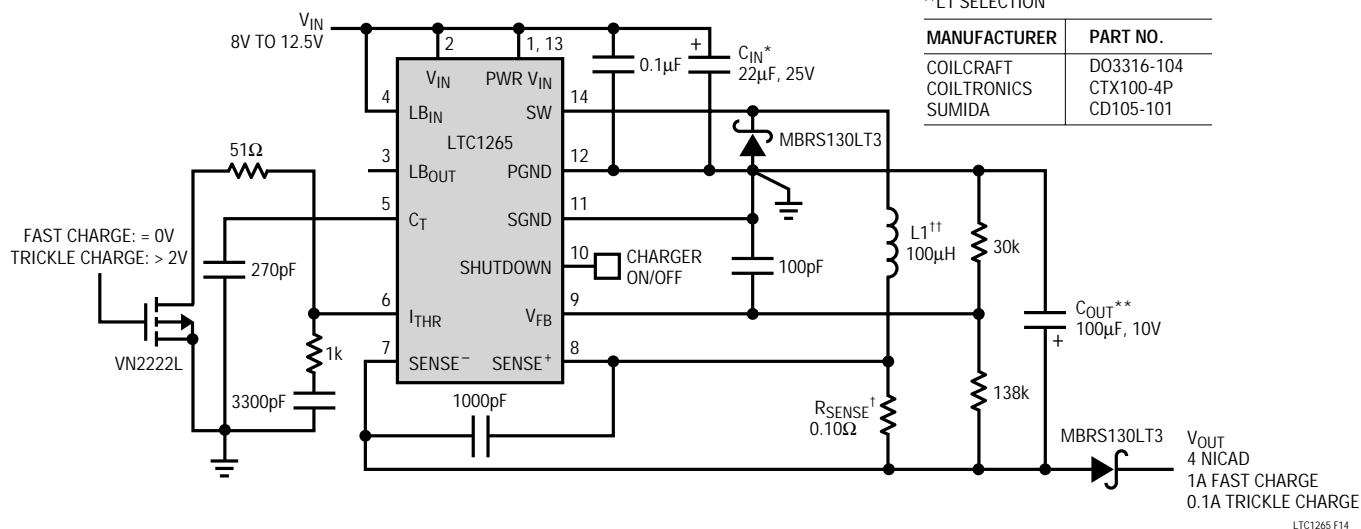 ††L1 SELECTION
MANUFACTURER PART NO.
COILCRAFT DO3316-104
COILTRONICS CTX100-4P
SUMIDA CD105-101
VIN
8V TO 12.5V
2
1, 13
VIN
PWR VIN
0.1µF
+
CIN*
22µF, 25V
4
LBIN
SW
14
LTC1265
MBRS130LT3
51Ω
3
LBOUT
PGND
12
5
CT
SGND
11
FAST CHARGE: = 0V
TRICKLE CHARGE: > 2V
270pF
SHUTDOWN
10
CHARGER
ON/OFF
100pF
L1††
100µH
30k
6
ITHR
VFB
9
COUT**
100µF, 10V
+
VN2222L
1k
7
SENSE−
SENSE+
8
3300pF
1000pF
RSENSE†
0.10Ω
138k
MBRS130LT3
VOUT
4 NICAD
1A FAST CHARGE
0.1A TRICKLE CHARGE
LTC1265 F14